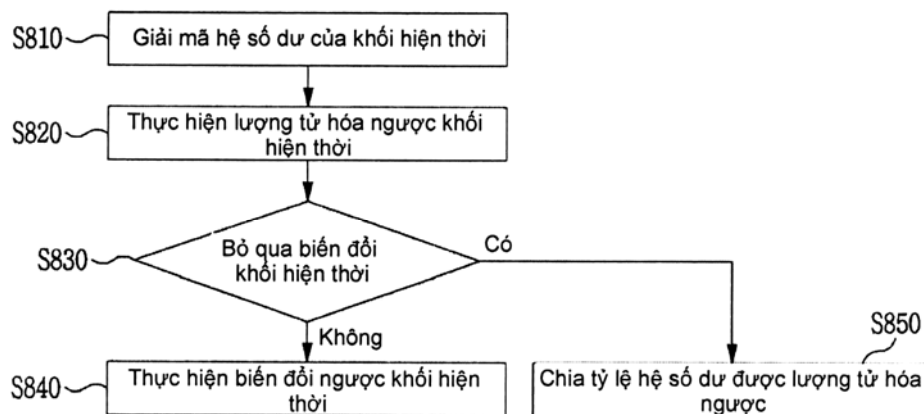 S810
Giải mã hệ số dư của khối hiện thời
S820
Thực hiện lượng tử hóa ngược khối
hiện thời
S830
Bỏ qua biến đổi
khối hiện thời
Có
Không
S840
Thực hiện biến đổi ngược khối hiện
thời
S850
Chia tỷ lệ hệ số dư được lượng tử hóa
ngược